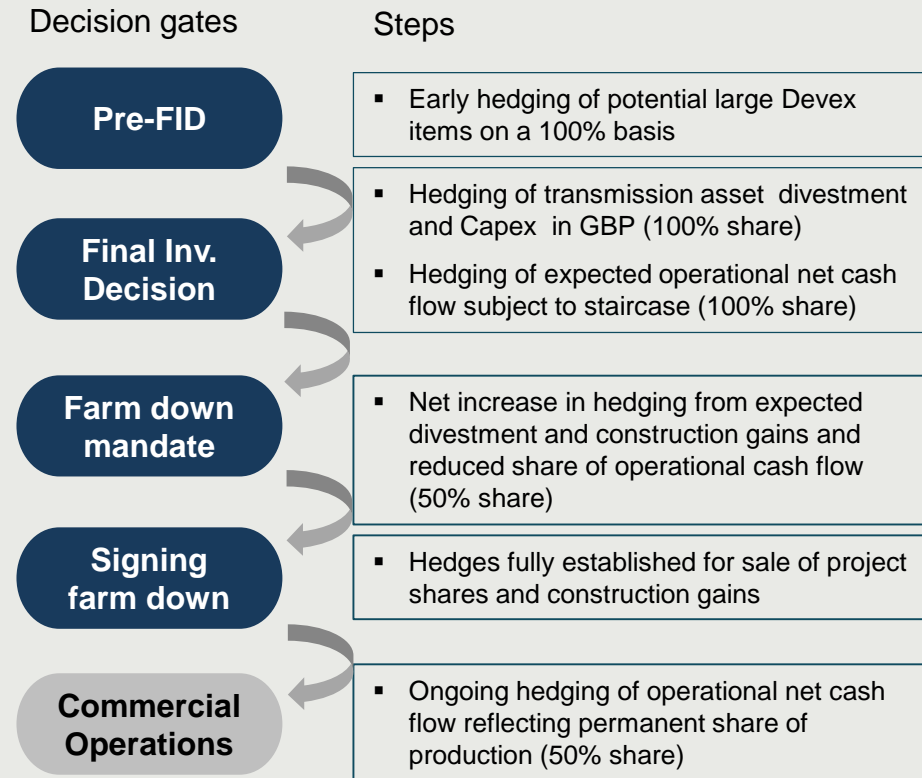 Decision gates
Steps
Pre-FID
▪ Early hedging of potential large Devex
items on a 100% basis
Final Inv.
Decision
▪ Hedging of transmission asset divestment
and Capex in GBP (100% share)
▪ Hedging of expected operational net cash
flow subject to staircase (100% share)
Farm down
mandate
▪ Net increase in hedging from expected
divestment and construction gains and
reduced share of operational cash flow
(50% share)
Signing
farm down
▪ Hedges fully established for sale of project
shares and construction gains
Commercial
Operations
▪ Ongoing hedging of operational net cash
flow reflecting permanent share of
production (50% share)